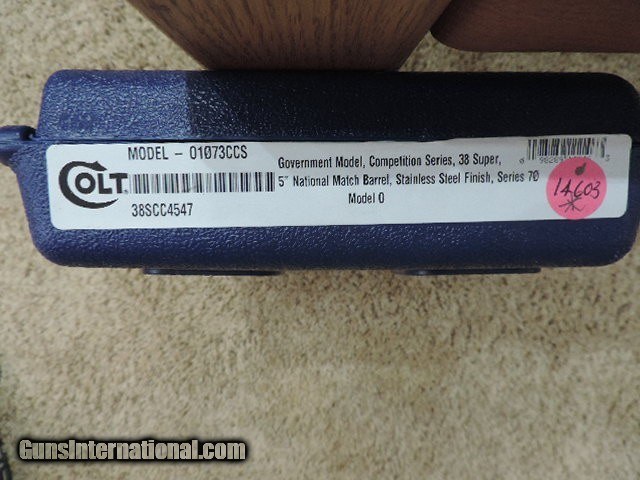 COLT
MODEL - 01073CCS
38SCC4547
Government Model, Competition Series, 38 Super,
5" National Match Barrel, Stainless Steel Finish, Series 70
Model O
14603
GunsInternational.com